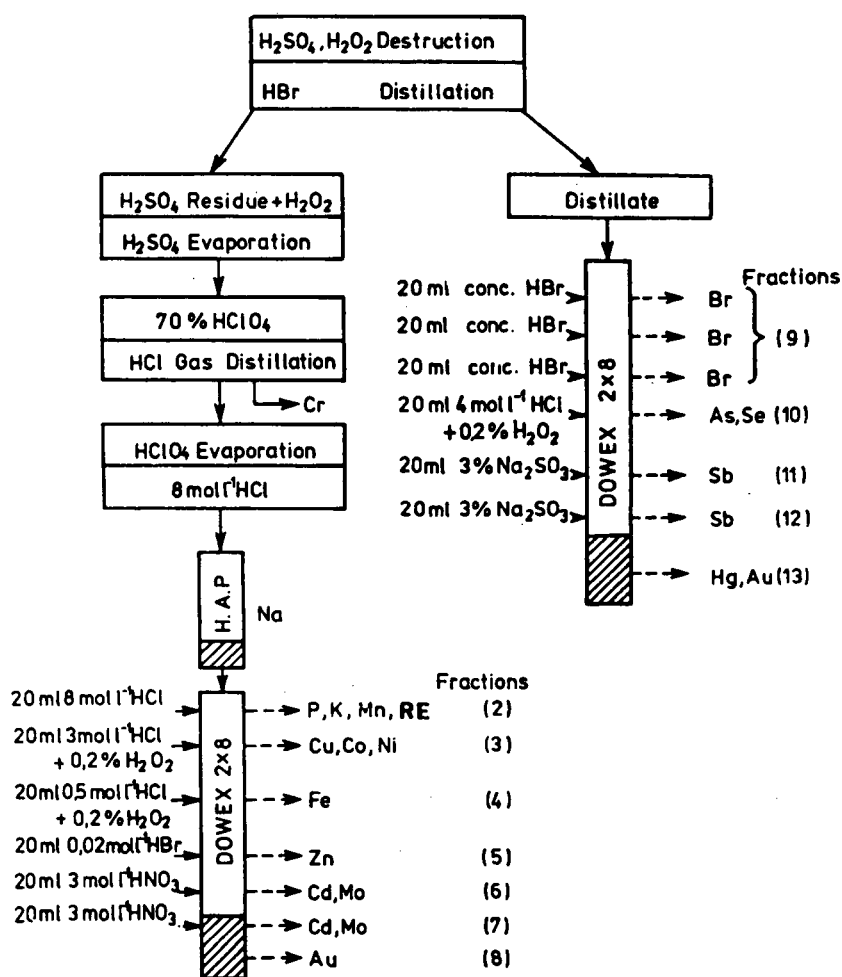 H₂SO₄, H₂O₂ Destruction
HBr Distillation
H₂SO₄ Residue + H₂O₂
H₂SO₄ Evaporation
70 % HClO₄
HCl Gas Distillation
Cr
HClO₄ Evaporation
8 mol l⁻¹ HCl
H.A.P
Na
Fractions
20 ml 8 mol l⁻¹ HCl
P, K, Mn, RE (2)
20 ml 3 mol l⁻¹ HCl
+ 0,2 % H₂O₂
Cu, Co, Ni (3)
20 ml 0,5 mol l⁻¹ HCl
+ 0,2 % H₂O₂
Fe (4)
20 ml 0,02 mol l⁻¹ HBr
Zn (5)
20 ml 3 mol l⁻¹ HNO₃
Cd, Mo (6)
20 ml 3 mol l⁻¹ HNO₃
Cd, Mo (7)
Au (8)
DOWEX 2×8
Distillate
Fractions
20 ml conc. HBr
Br
20 ml conc. HBr
Br (9)
20 ml conc. HBr
Br
20 ml 4 mol l⁻¹ HCl
+ 0,2 % H₂O₂
As, Se (10)
20 ml 3% Na₂SO₃
Sb (11)
20 ml 3% Na₂SO₃
Sb (12)
Hg, Au (13)
DOWEX 2×8